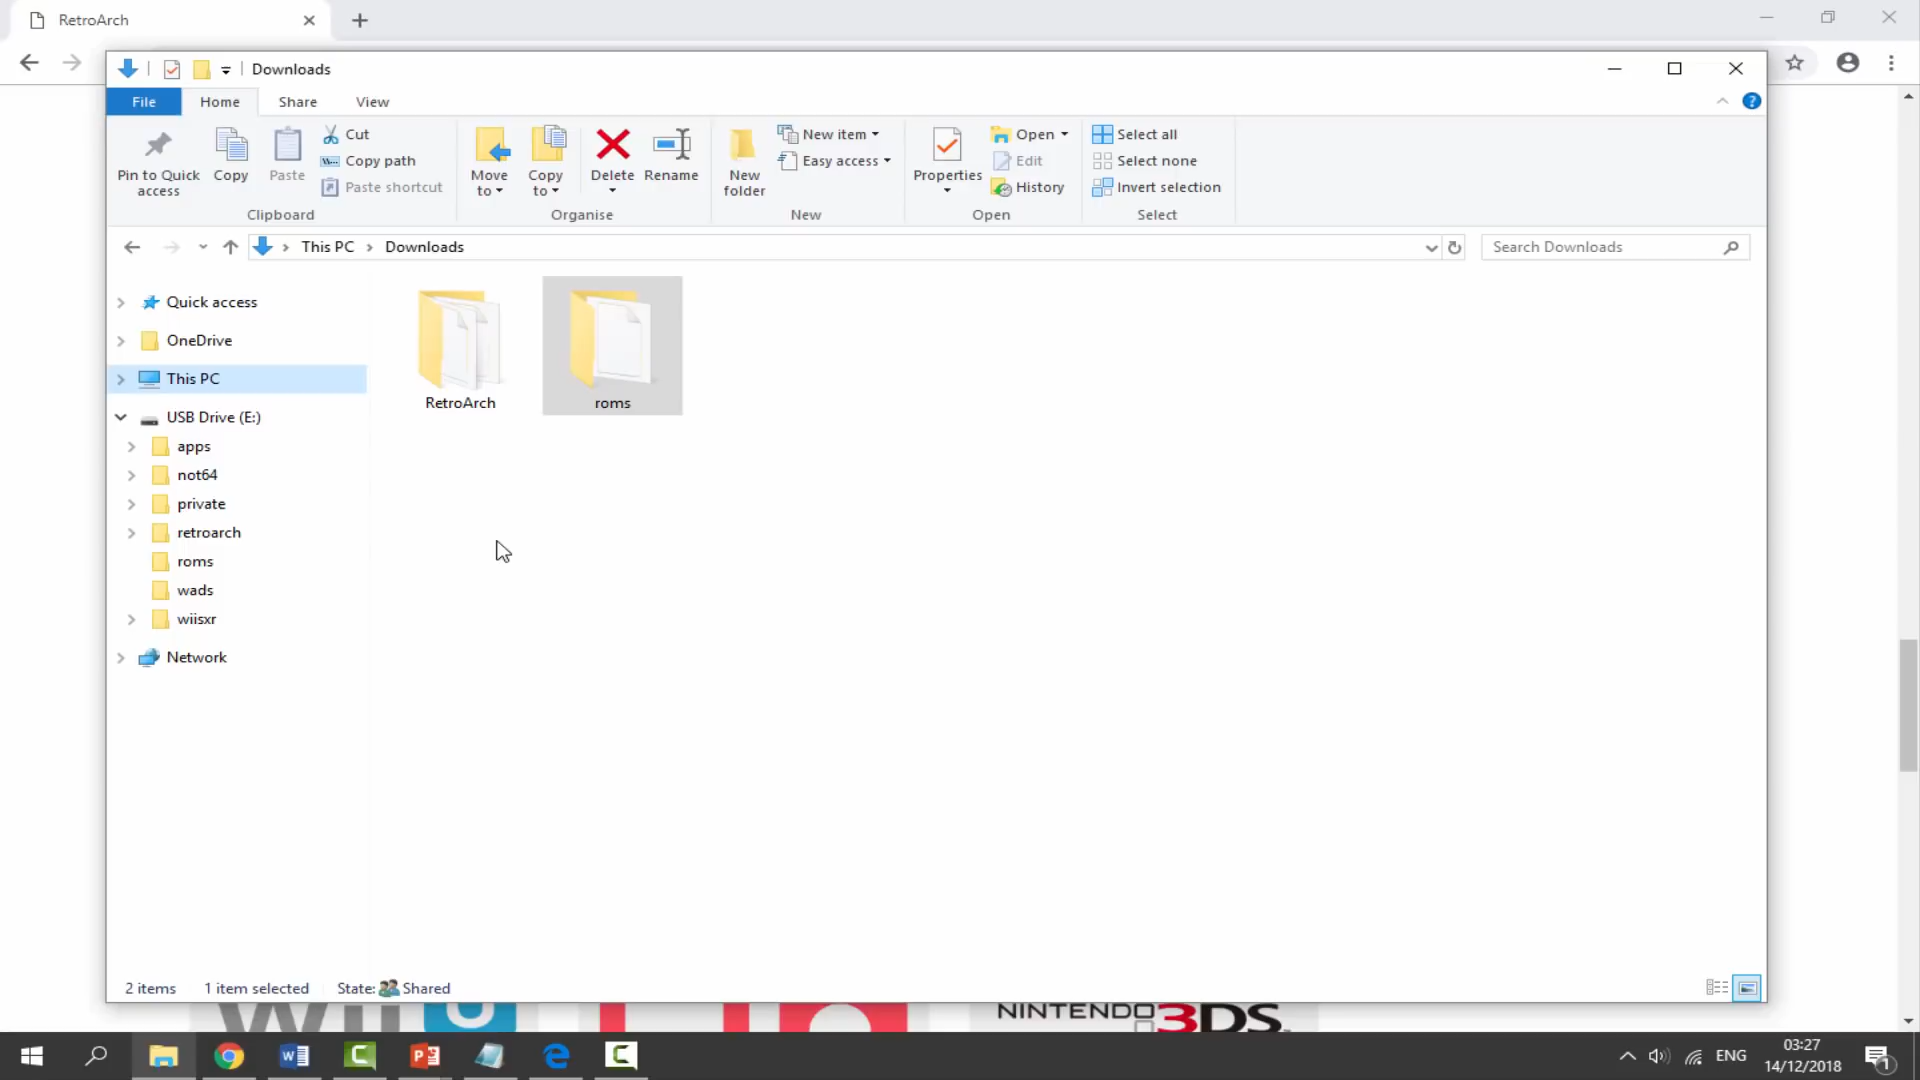 RetroArch
Downloads
File Home Share View
Pin to Quick access
Copy
Paste
Cut
Copy path
Paste shortcut
Clipboard
Move to
Copy to
Delete
Rename
Organise
New folder
New item
Easy access
New
Properties
Open
Edit
History
Open
Select all
Select none
Invert selection
Select
This PC Downloads
Search Downloads
Quick access
OneDrive
This PC
USB Drive (E:)
apps
not64
private
retroarch
roms
wads
wiisxr
Network
RetroArch
roms
2 items 1 item selected State: Shared
NINTENDO 3DS
ENG
03:27
14/12/2018
1